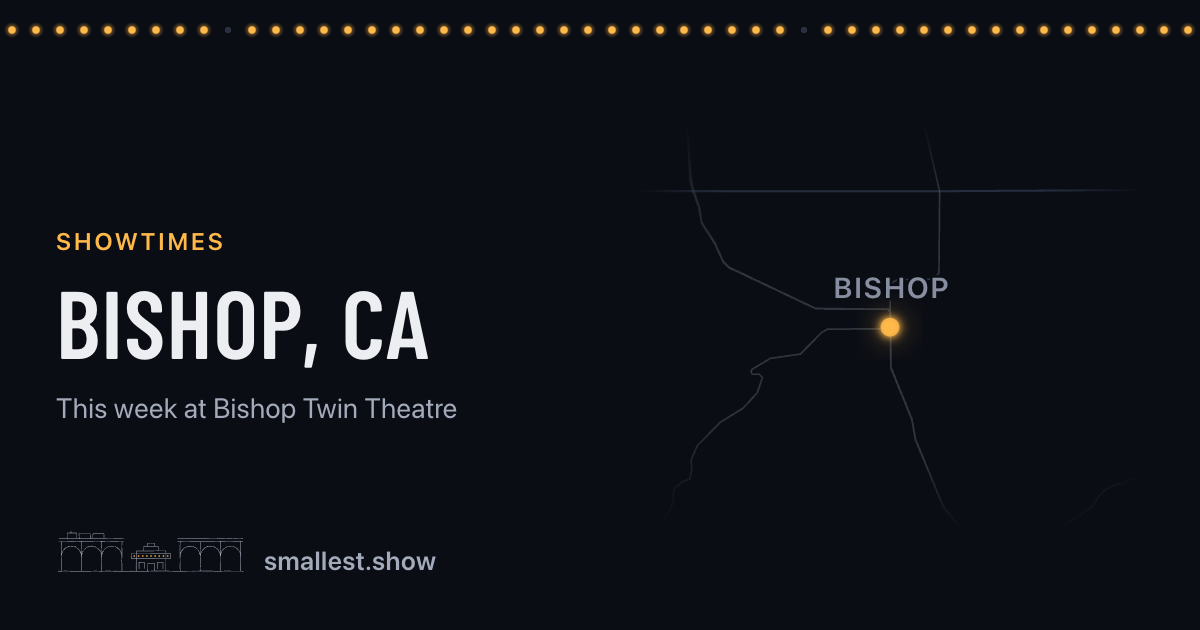 SHOWTIMES
BISHOP, CA
This week at Bishop Twin Theatre
BISHOP
smallest.show